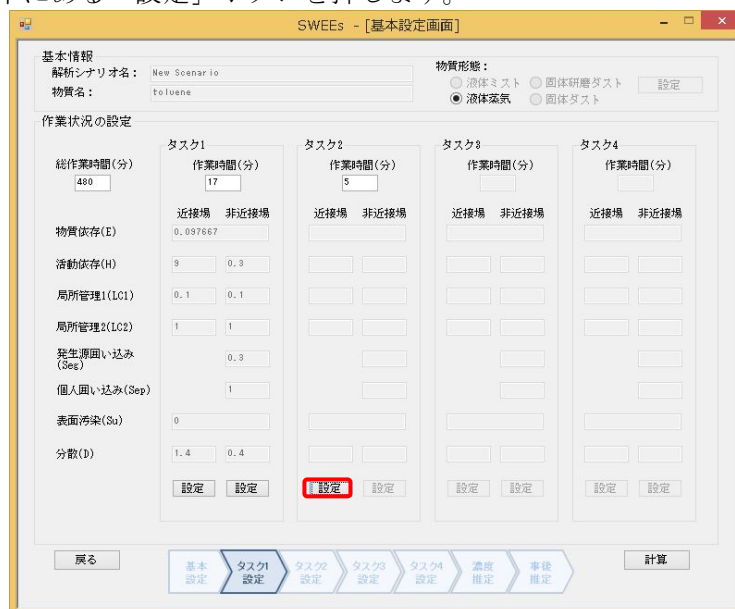 にある「設定」ボタンを押します。
SWEEs - [基本設定画面]
基本情報
解析シナリオ名： New Scenario
物質名： toluene
物質形態：
液体ミスト 固体研磨ダスト 設定
液体蒸気 固体ダスト
作業状況の設定
タスク1 タスク2 タスク3 タスク4
総作業時間(分) 作業時間(分) 作業時間(分) 作業時間(分) 作業時間(分)
480 17 5
近接場 非近接場 近接場 非近接場 近接場 非近接場 近接場 非近接場
物質依存(E) 0.097667
活動依存(H) 9 0.3
局所管理1(LC1) 0.1 0.1
局所管理2(LC2) 1 1
発生源囲い込み 0.3
(Seg)
個人囲い込み(Sep) 1
表面汚染(Su) 0
分散(D) 1.4 0.4
設定 設定 設定 設定 設定 設定 設定 設定
戻る 基本 タスク1 タスク2 タスク3 タスク4 濃度 事後 計算
設定 設定 設定 設定 設定 推定 推定